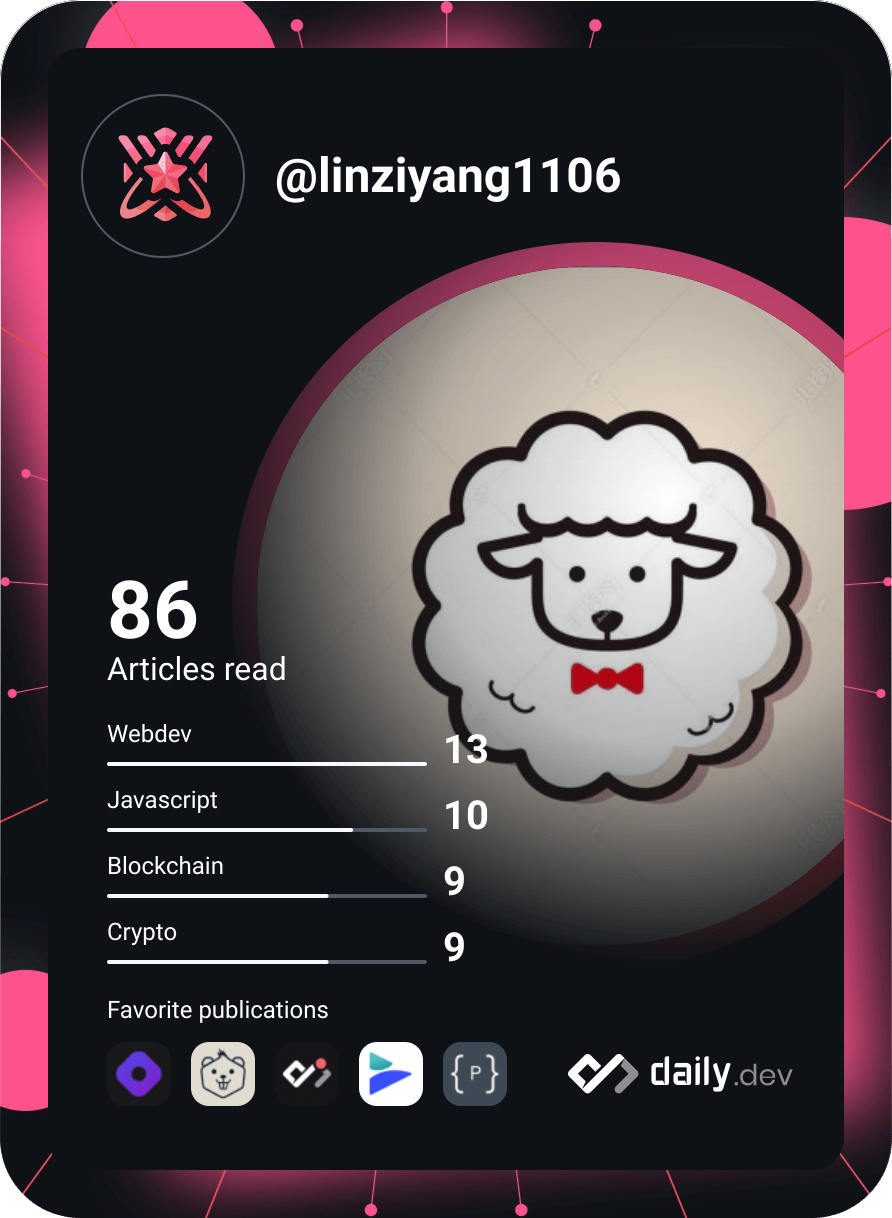 @linziyang1106
86
Articles read
Webdev
13
Javascript
10
Blockchain
9
Crypto
9
Favorite publications
{P}
daily.dev